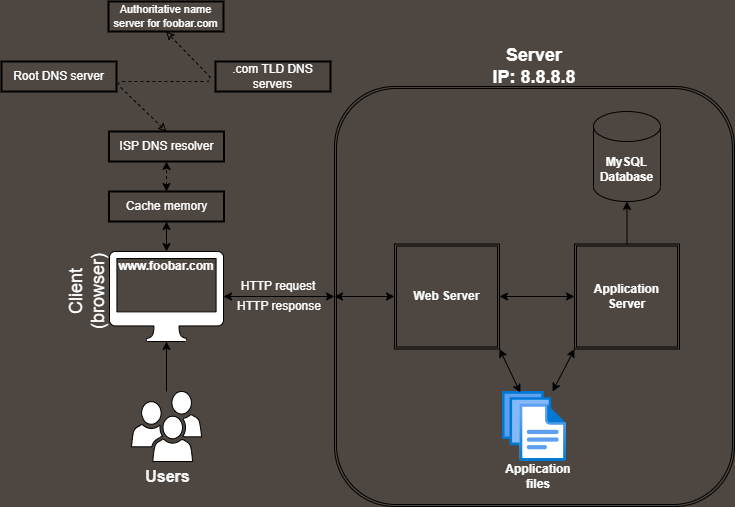 Authoritative name
server for foobar.com
Root DNS server
.com TLD DNS
servers
Server
IP: 8.8.8.8
ISP DNS resolver
MySQL
Database
Cache memory
Client
(browser)
www.foobar.com
HTTP request
HTTP response
Web Server
Application
Server
Users
Application
files